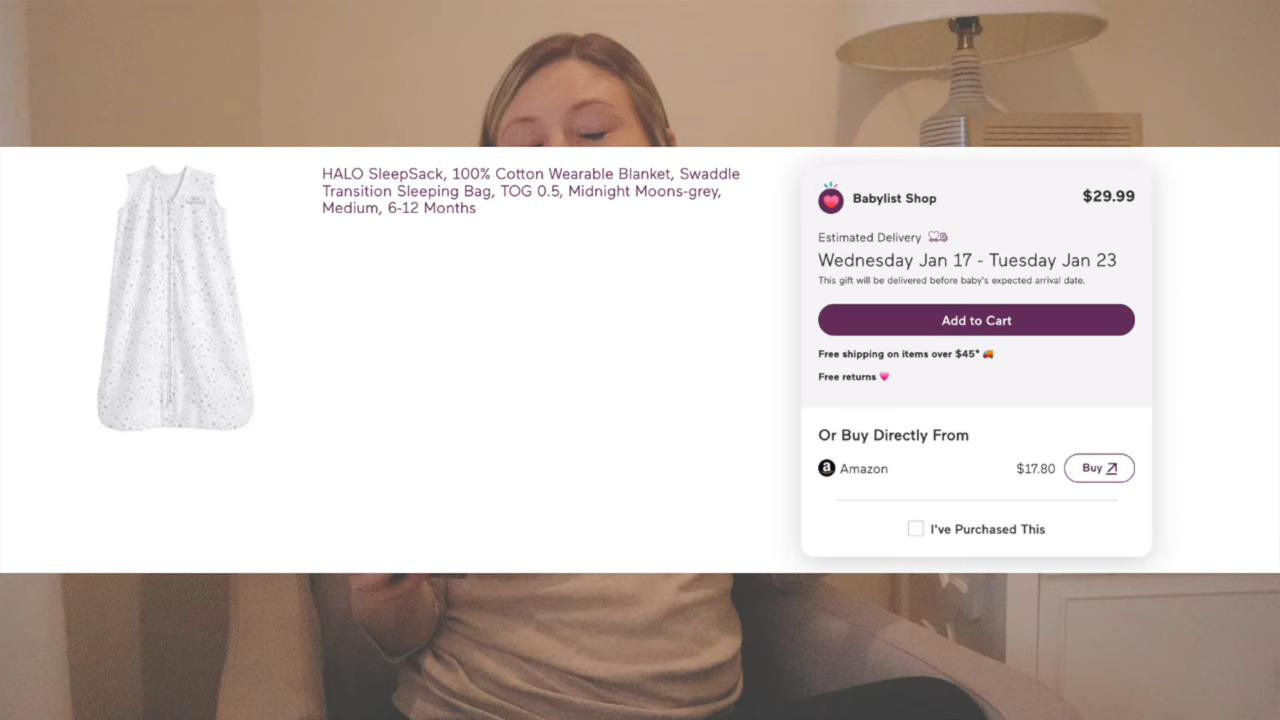 HALO SleepSack, 100% Cotton Wearable Blanket, Swaddle
Transition Sleeping Bag, TOG 0.5, Midnight Moons-grey,
Medium, 6-12 Months
Babylist Shop
$29.99
Estimated Delivery
Wednesday Jan 17 - Tuesday Jan 23
This gift will be delivered before baby's expected arrival date.
Add to Cart
Free shipping on items over $45*
Free returns
Or Buy Directly From
a Amazon
$17.80
Buy
I've Purchased This